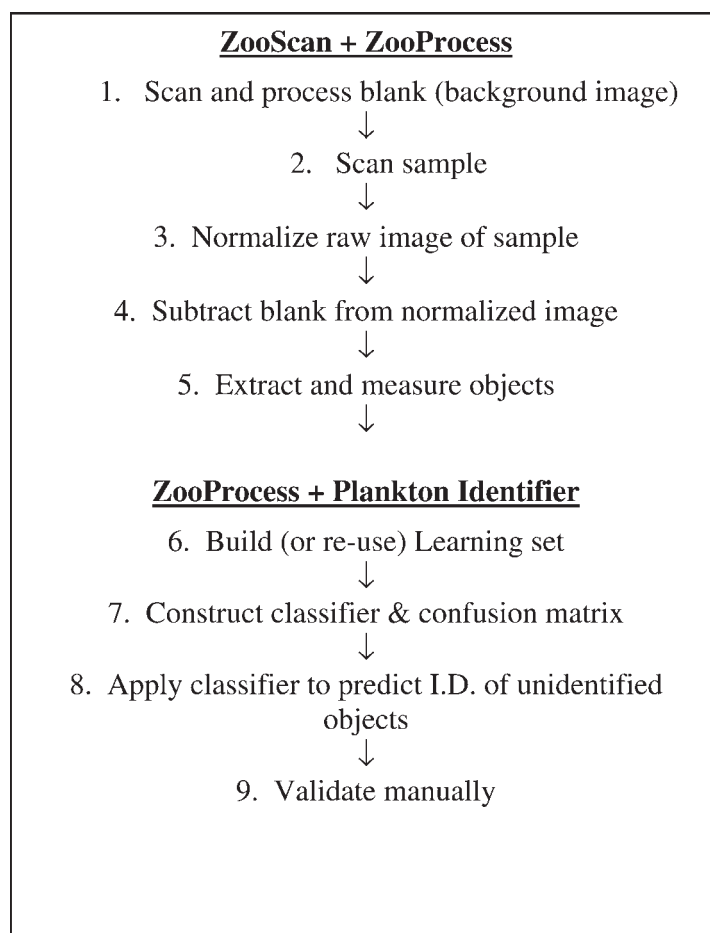 ZooScan + ZooProcess
1. Scan and process blank (background image)
↓
2. Scan sample
↓
3. Normalize raw image of sample
↓
4. Subtract blank from normalized image
↓
5. Extract and measure objects
↓
ZooProcess + Plankton Identifier
6. Build (or re-use) Learning set
↓
7. Construct classifier & confusion matrix
↓
8. Apply classifier to predict I.D. of unidentified
objects
↓
9. Validate manually